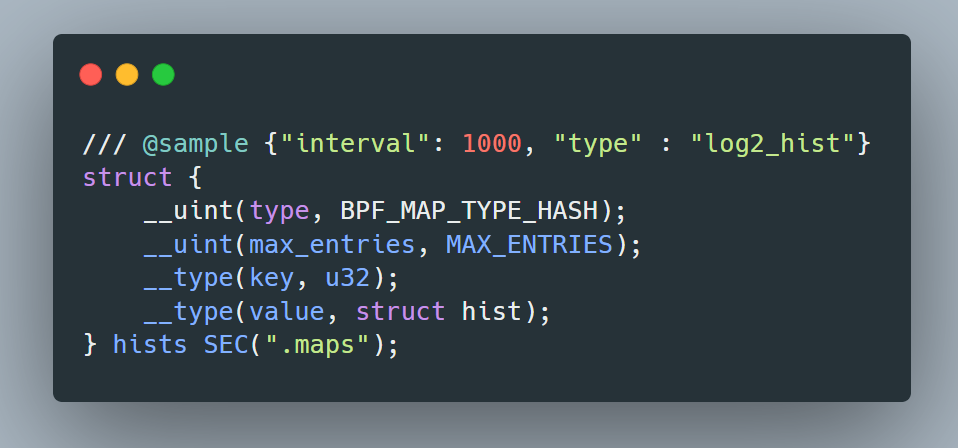 /// @sample {"interval": 1000, "type" : "log2_hist"}
struct {
    __uint(type, BPF_MAP_TYPE_HASH);
    __uint(max_entries, MAX_ENTRIES);
    __type(key, u32);
    __type(value, struct hist);
} hists SEC(".maps");